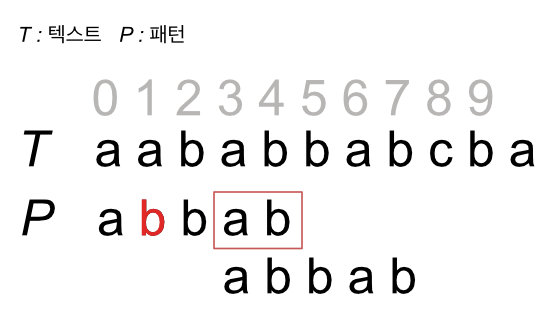 T : 텍스트 P : 패턴
0 1 2 3 4 5 6 7 8 9
T a a b a b b a b c b a
P a b b a b
a b b a b